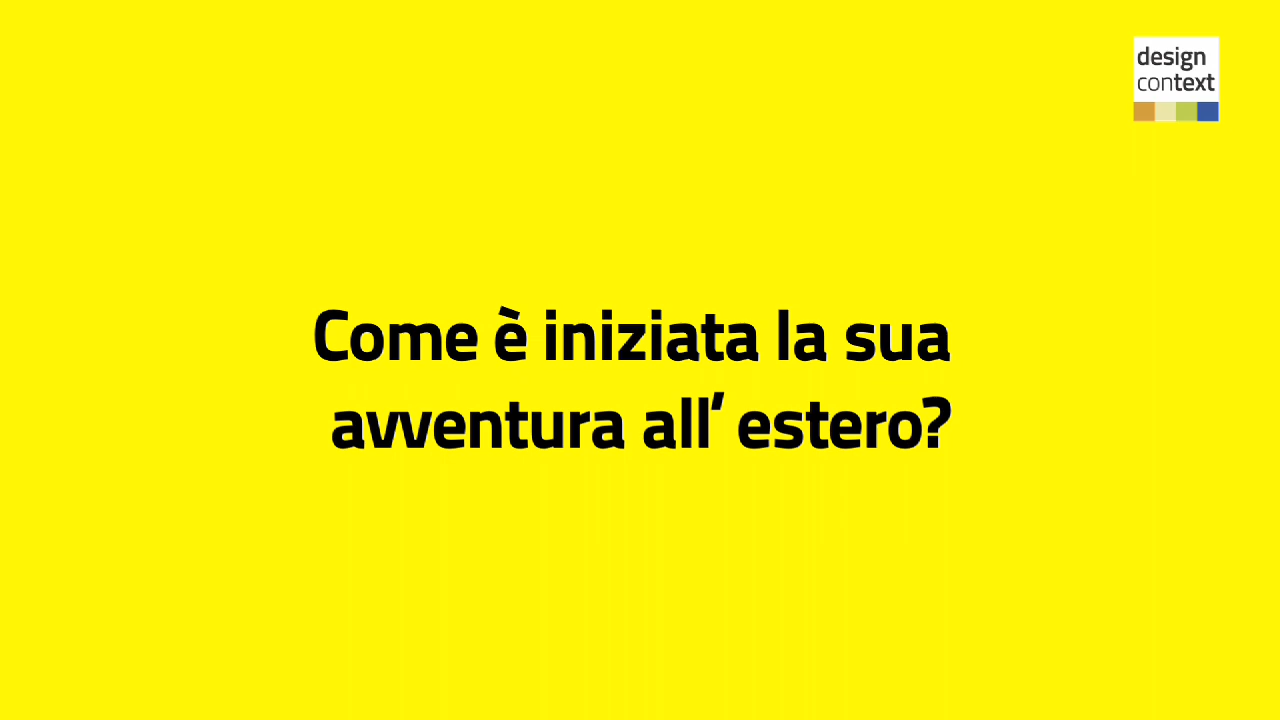 design
context
Come è iniziata la sua
avventura all’ estero?